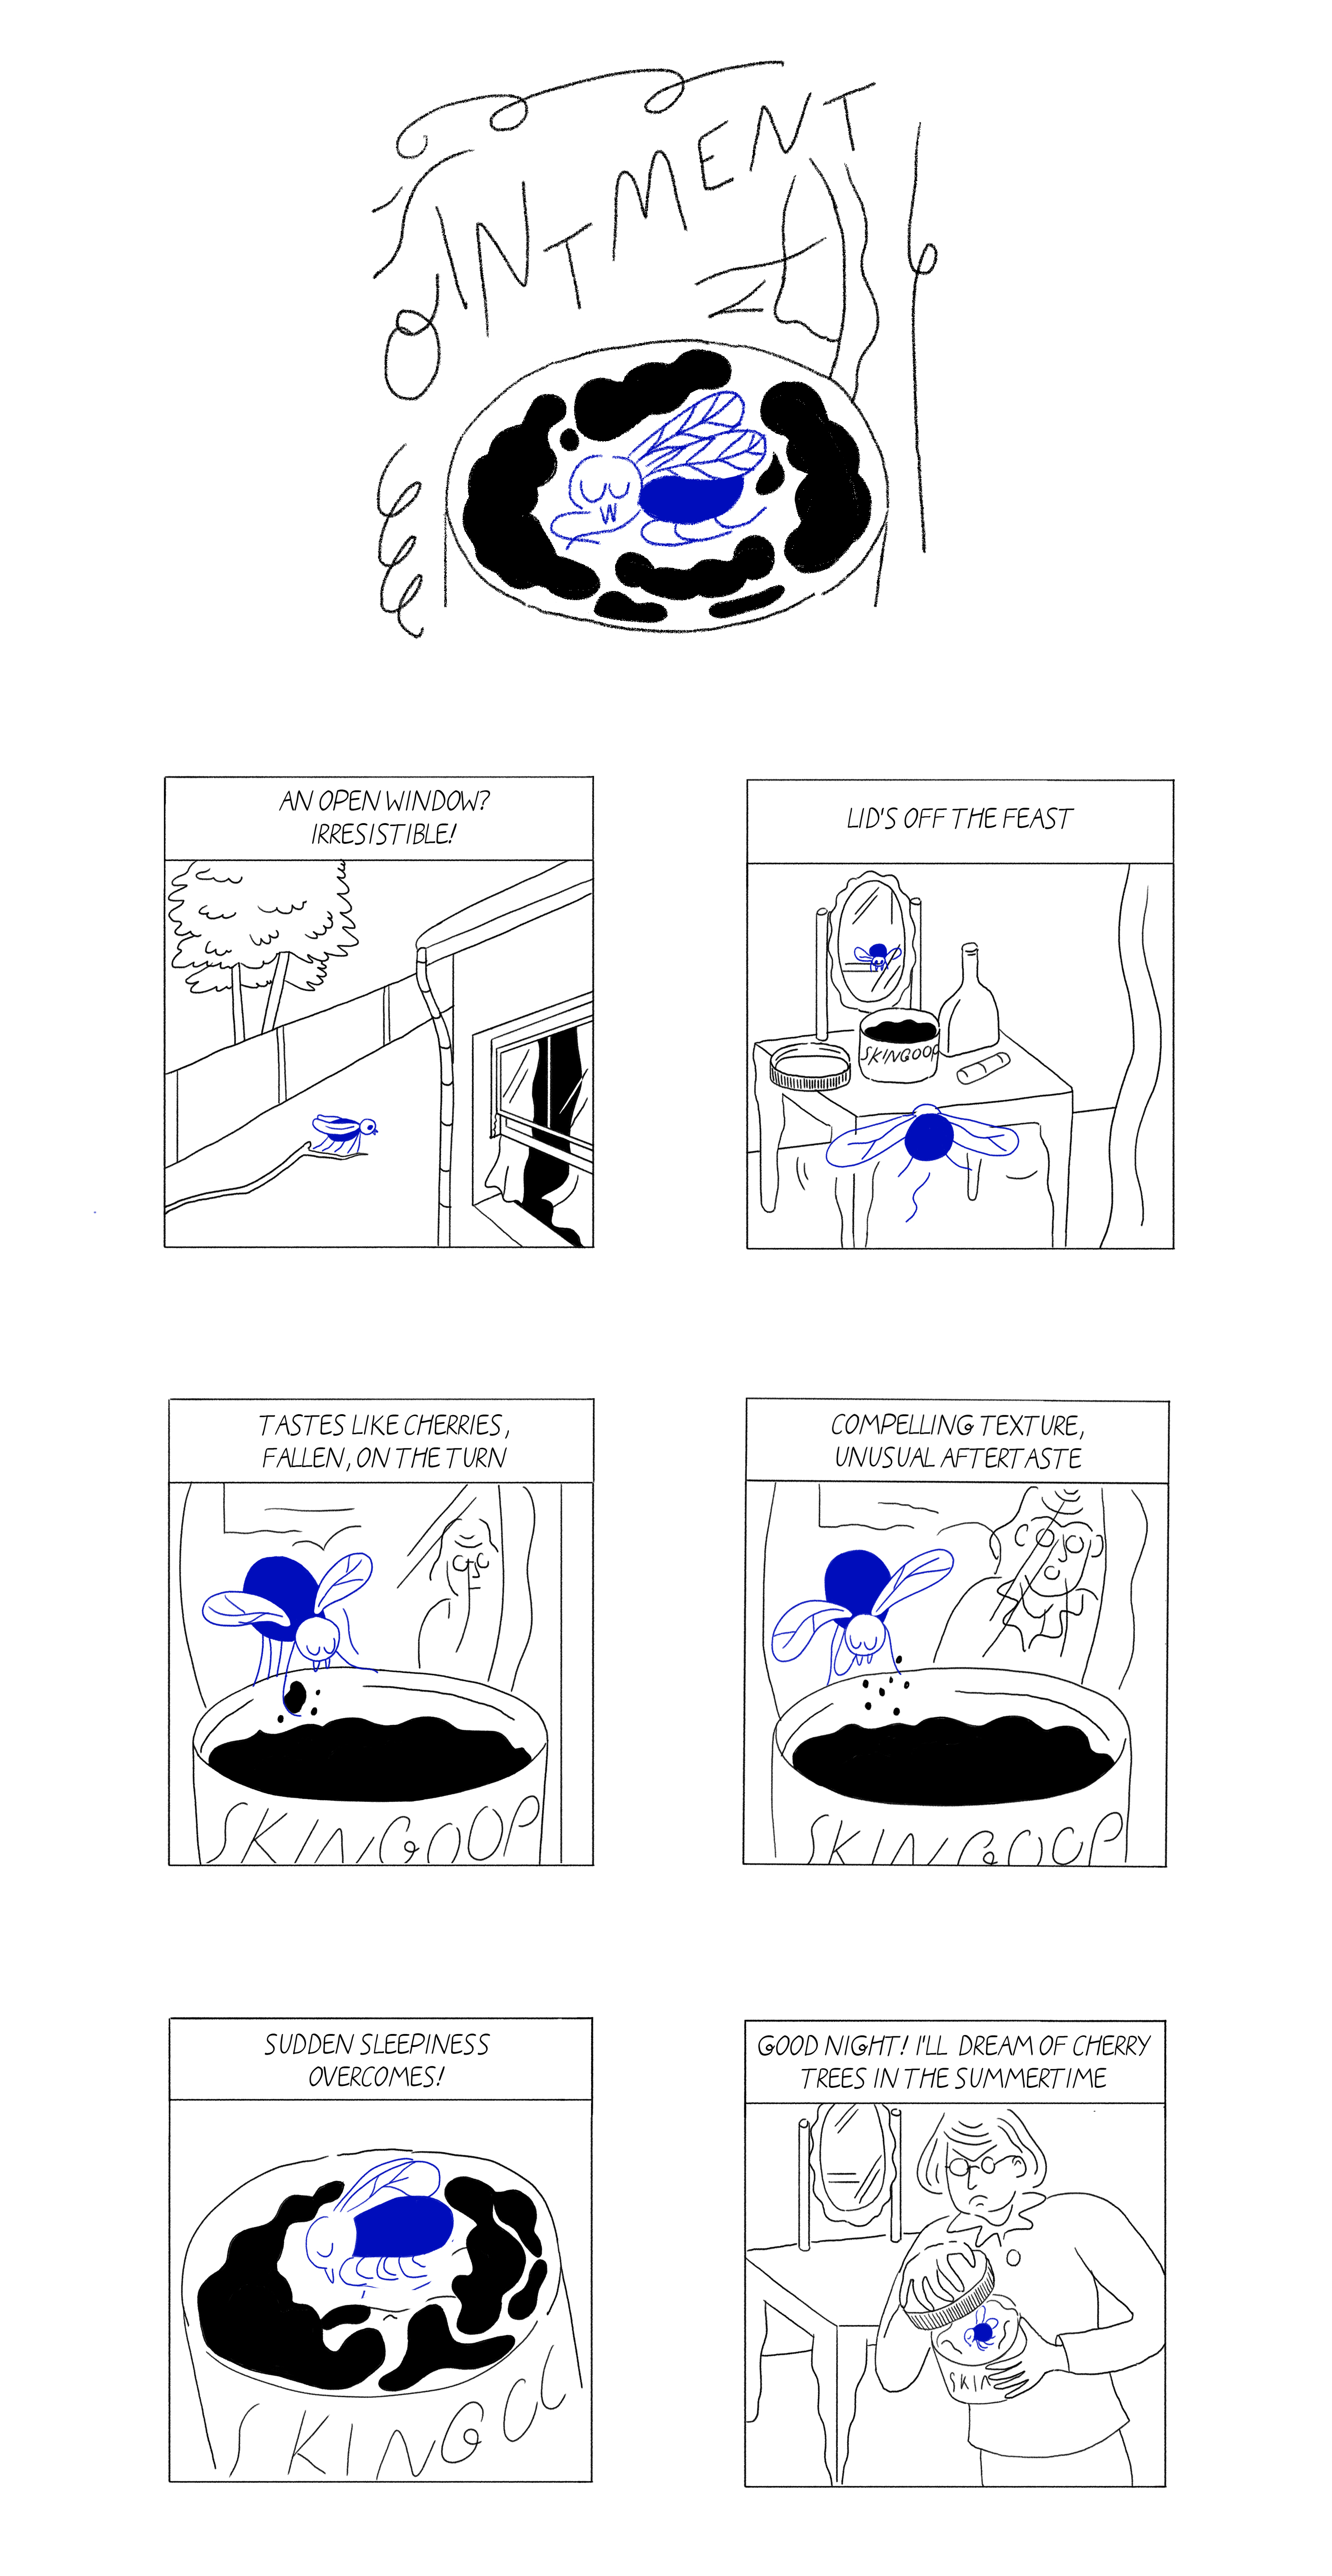 OINTMENT
AN OPEN WINDOW?
IRRESISTIBLE!
LID'S OFF THE FEAST
SKINGOOP
TASTES LIKE CHERRIES,
FALLEN, ON THE TURN
SKINGOOP
COMPELLING TEXTURE,
UNUSUAL AFTERTASTE
SKINGOOP
SUDDEN SLEEPINESS
OVERCOMES!
SKINGOO
GOOD NIGHT! I'LL DREAM OF CHERRY
TREES IN THE SUMMERTIME
SKIN